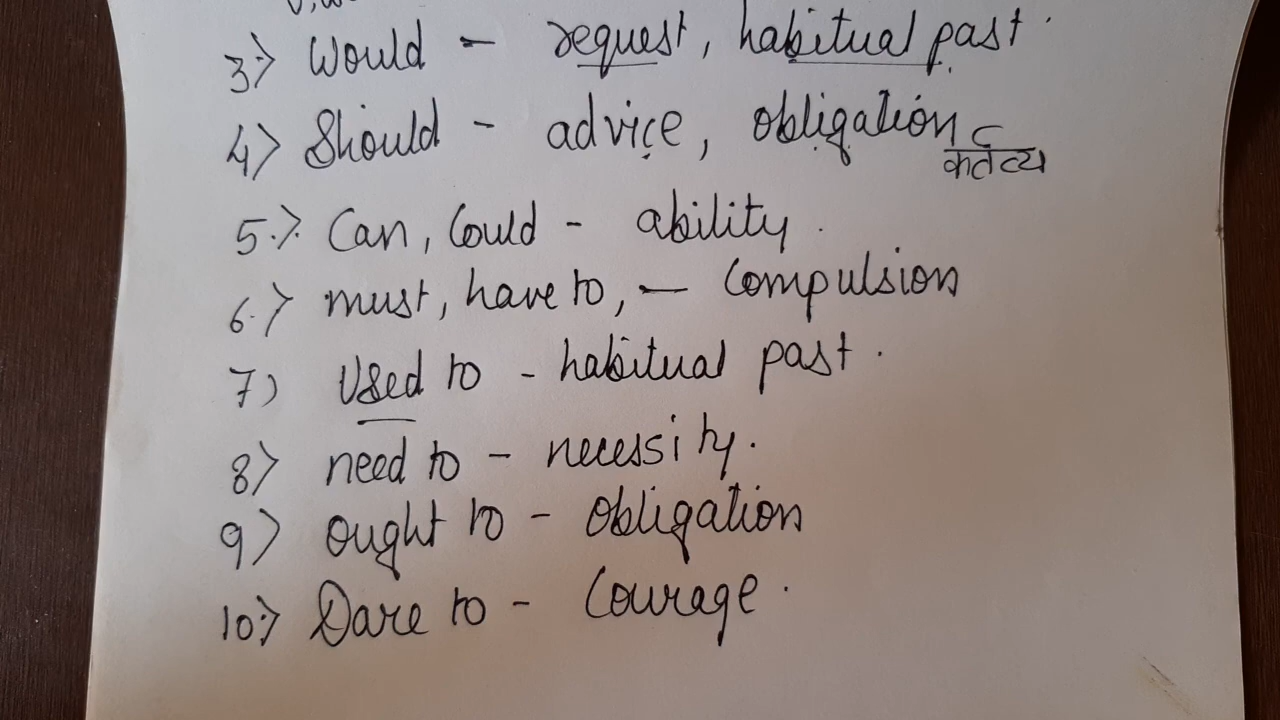 3.> Would - request, habitual past.
4> Should - advice, obligation
कर्तव्य
5.> Can, Could - ability.
6.> must, have to, - Compulsion
7) Used to - habitual past.
8> need to - necessity.
9> ought to - obligation
10.> Dare to - Courage.